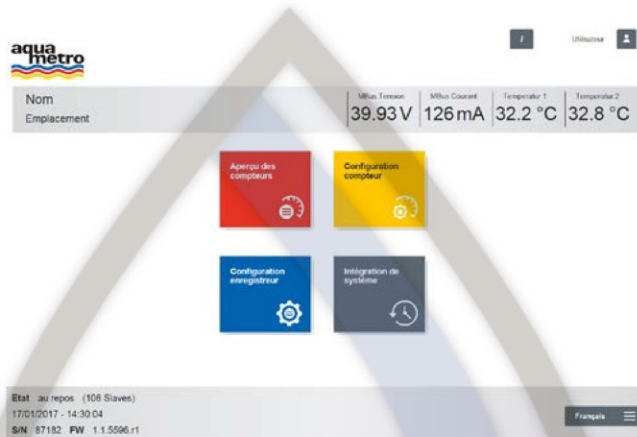 aqua
metro
i
Utilisateur
Nom
Emplacement
MBus Tension
39.93 V
MBus Courant
126 mA
Temperatur 1
32.2 °C
Temperatur 2
32.8 °C
Aperçu des
compteurs
Configuration
compteur
Configuration
enregistreur
Intégration de
système
Etat au repos (108 Slaves)
17/01/2017 - 14:30:04
S/N 87182 FW 1.1.5596.r1
Français